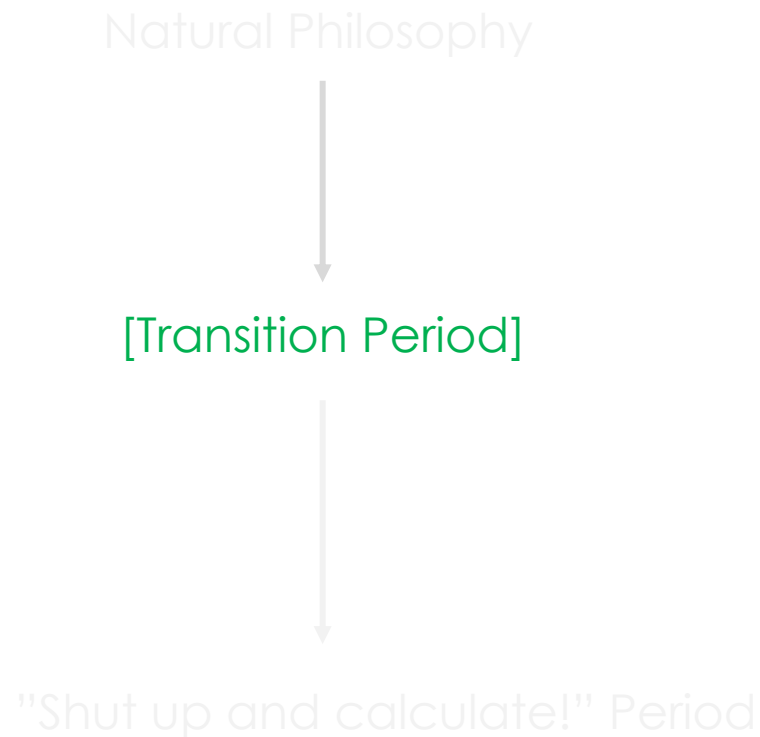 Natural Philosophy
[Transition Period]
”Shut up and calculate!” Period